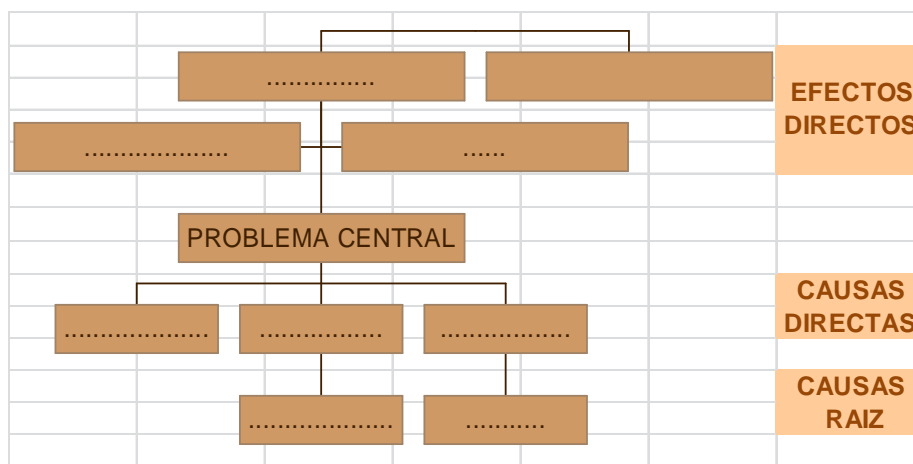 ...............
EFECTOS
DIRECTOS
....................
......
PROBLEMA CENTRAL
CAUSAS
DIRECTAS
....................
.................
..................
CAUSAS
RAIZ
....................
...........